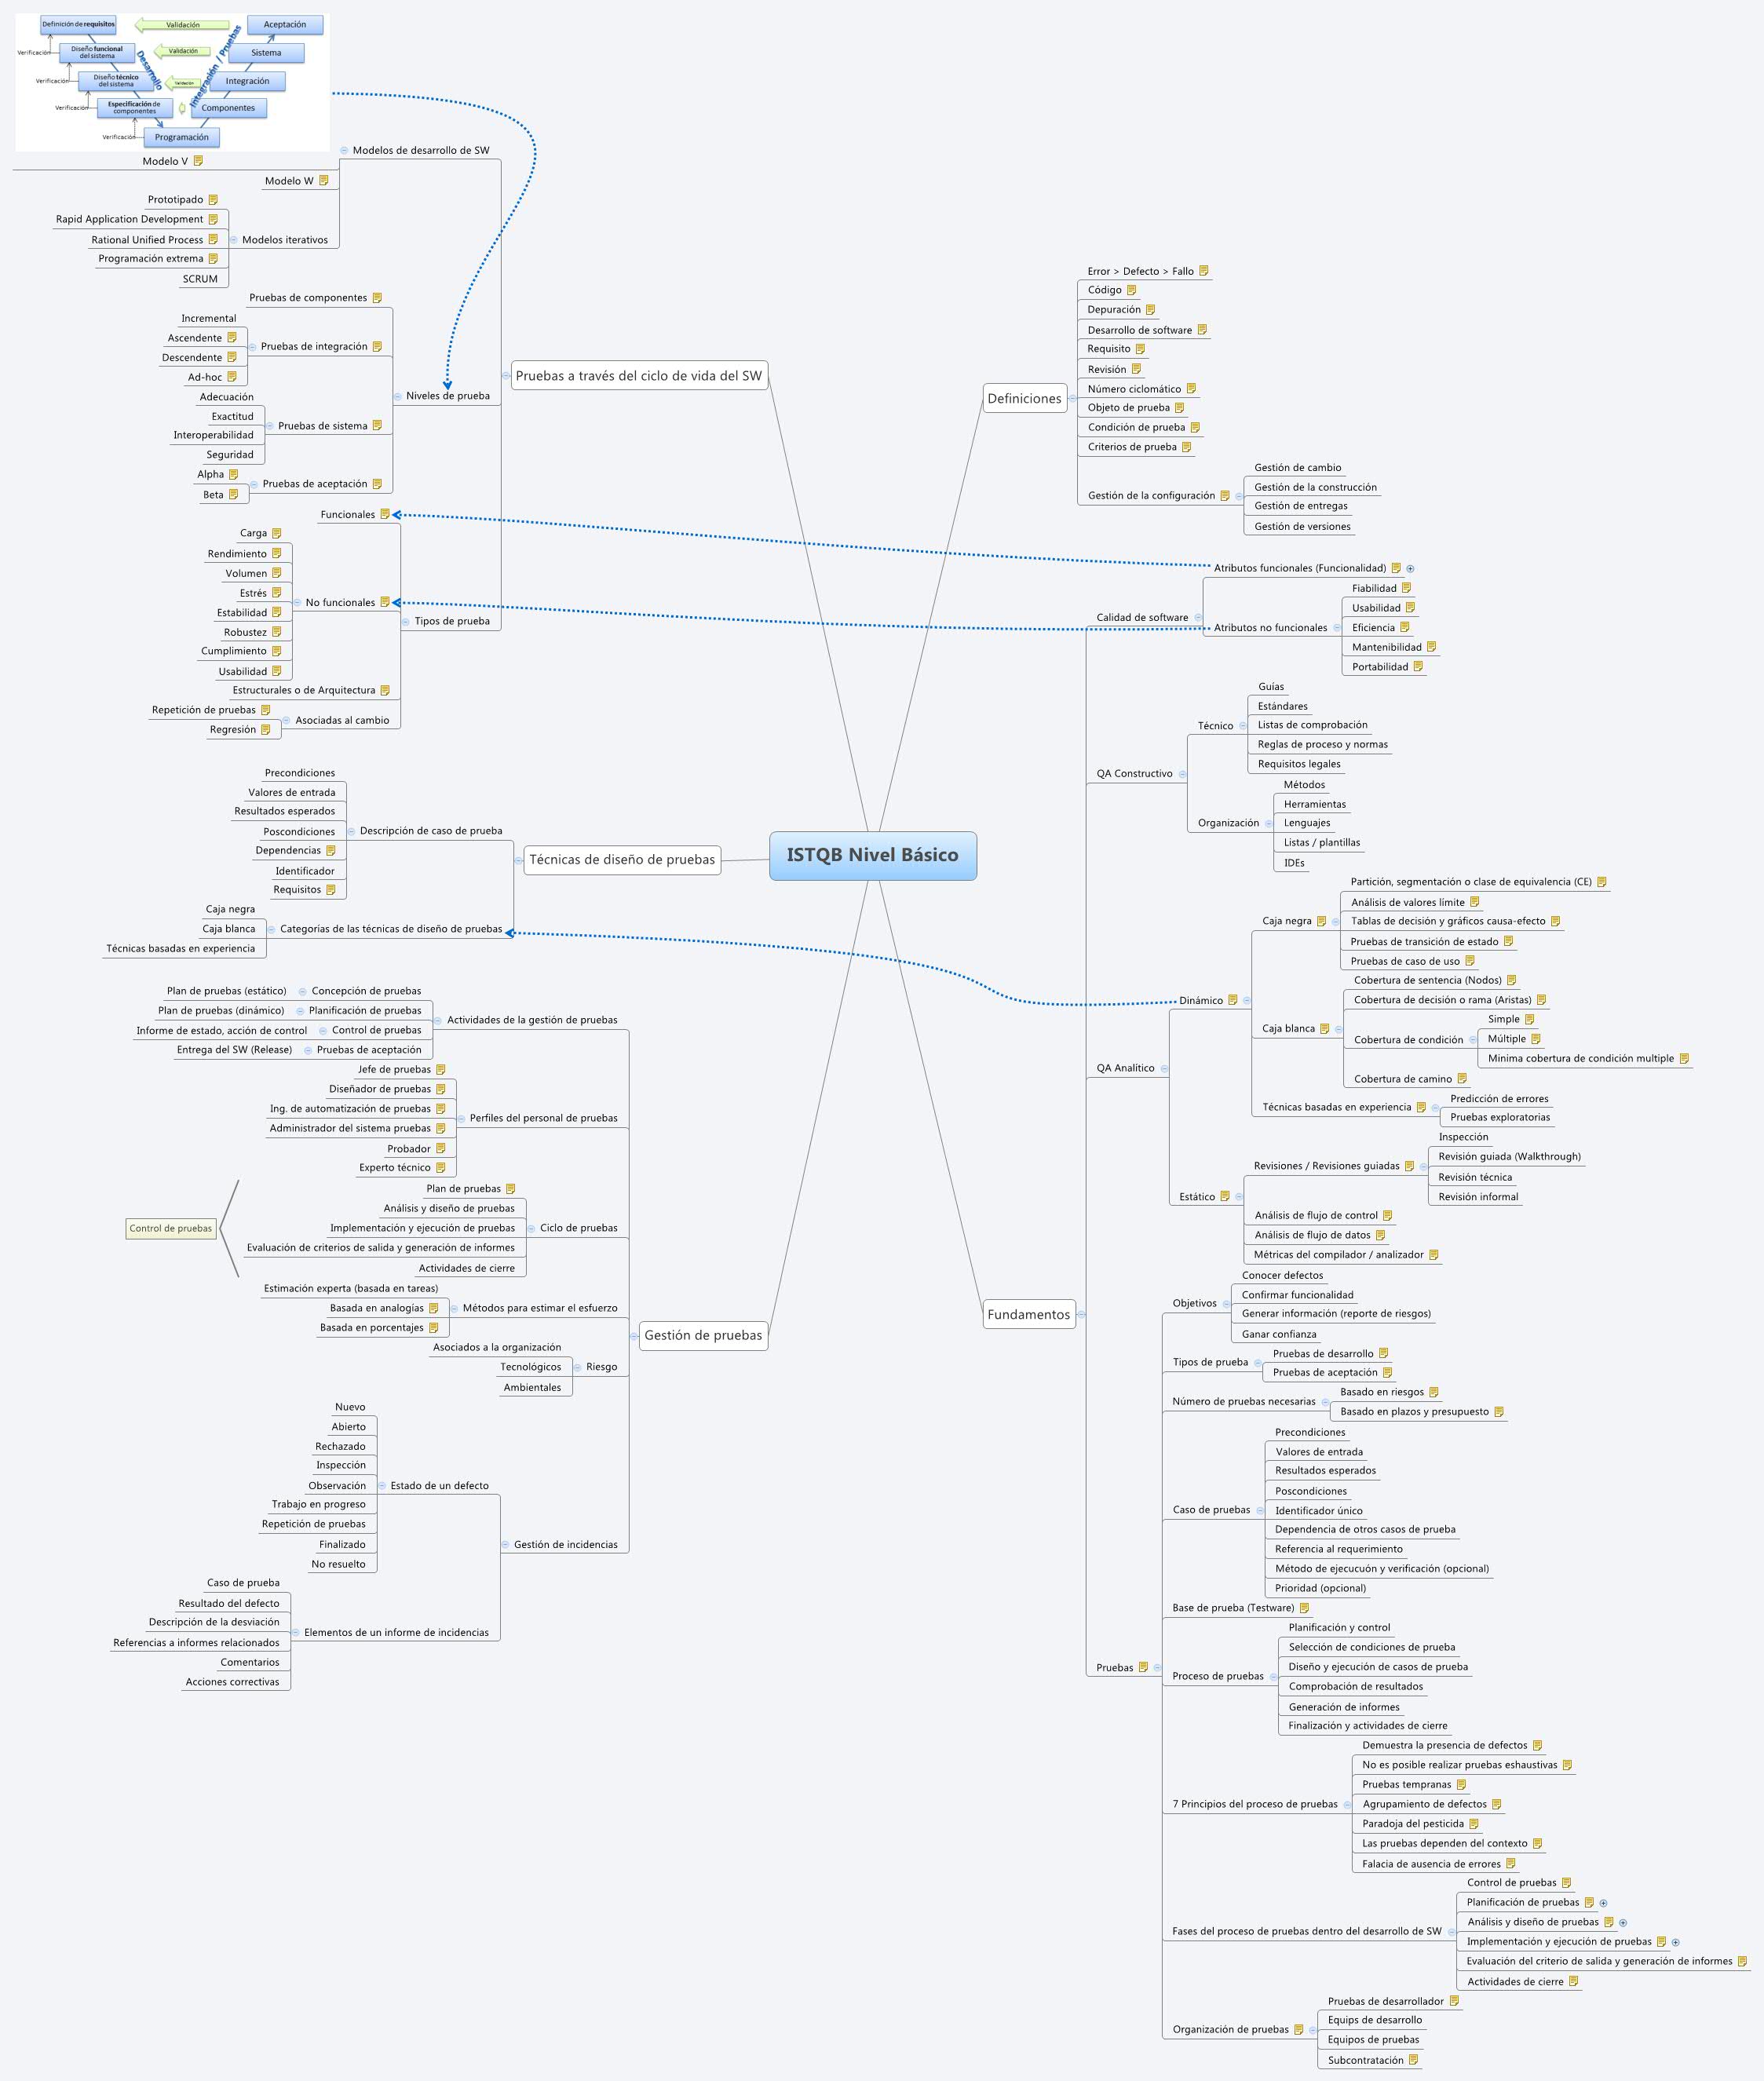 Definición de requisitos
Validación
Aceptación
Verificación
Diseño funcional
del sistema
Validación
Sistema
Verificación
Diseño técnico
del sistema
Validación
Integración
Verificación
Especificación de
componentes
Componentes
Verificación
Programación
Desarrollo
Integración / Pruebas
Modelos de desarrollo de SW
Modelo V
Modelo W
Prototipado
Rapid Application Development
Rational Unified Process
Modelos iterativos
Programación extrema
SCRUM
Pruebas de componentes
Incremental
Ascendente
Pruebas de integración
Descendente
Ad-hoc
Pruebas a través del ciclo de vida del SW
Niveles de prueba
Adecuación
Exactitud
Pruebas de sistema
Interoperabilidad
Seguridad
Alpha
Pruebas de aceptación
Beta
Funcionales
Carga
Rendimiento
Volumen
Estrés
No funcionales
Estabilidad
Tipos de prueba
Robustez
Cumplimiento
Usabilidad
Estructurales o de Arquitectura
Repetición de pruebas
Asociadas al cambio
Regresión
Precondiciones
Valores de entrada
Resultados esperados
Poscondiciones
Descripción de caso de prueba
Dependencias
Identificador
Requisitos
Técnicas de diseño de pruebas
Caja negra
Caja blanca
Categorias de las técnicas de diseño de pruebas
Técnicas basadas en experiencia
ISTQB Nivel Básico
Plan de pruebas (estático)
Concepción de pruebas
Plan de pruebas (dinámico)
Planificación de pruebas
Actividades de la gestión de pruebas
Informe de estado, acción de control
Control de pruebas
Entrega del SW (Release)
Pruebas de aceptación
Jefe de pruebas
Diseñador de pruebas
Ing. de automatización de pruebas
Perfiles del personal de pruebas
Administrador del sistema pruebas
Probador
Experto técnico
Plan de pruebas
Análisis y diseño de pruebas
Control de pruebas
Implementación y ejecución de pruebas
Ciclo de pruebas
Evaluación de criterios de salida y generación de informes
Actividades de cierre
Estimación experta (basada en tareas)
Basada en analogías
Métodos para estimar el esfuerzo
Basada en porcentajes
Gestión de pruebas
Asociados a la organización
Tecnológicos
Riesgo
Ambientales
Nuevo
Abierto
Rechazado
Inspección
Observación
Estado de un defecto
Trabajo en progreso
Repetición de pruebas
Finalizado
No resuelto
Gestión de incidencias
Caso de prueba
Resultado del defecto
Descripción de la desviación
Elementos de un informe de incidencias
Referencias a informes relacionados
Comentarios
Acciones correctivas
Definiciones
Error > Defecto > Fallo
Código
Depuración
Desarrollo de software
Requisito
Revisión
Número ciclomático
Objeto de prueba
Condición de prueba
Criterios de prueba
Gestión de la configuración
Gestión de cambio
Gestión de la construcción
Gestión de entregas
Gestión de versiones
Fundamentos
Calidad de software
Atributos funcionales (Funcionalidad)
Atributos no funcionales
Fiabilidad
Usabilidad
Eficiencia
Mantenibilidad
Portabilidad
QA Constructivo
Técnico
Guías
Estándares
Listas de comprobación
Reglas de proceso y normas
Requisitos legales
Organización
Métodos
Herramientas
Lenguajes
Listas / plantillas
IDEs
QA Analítico
Dinámico
Caja negra
Partición, segmentación o clase de equivalencia (CE)
Análisis de valores límite
Tablas de decisión y gráficos causa-efecto
Pruebas de transición de estado
Pruebas de caso de uso
Caja blanca
Cobertura de sentencia (Nodos)
Cobertura de decisión o rama (Aristas)
Cobertura de condición
Simple
Múltiple
Minima cobertura de condición multiple
Cobertura de camino
Técnicas basadas en experiencia
Predicción de errores
Pruebas exploratorias
Estático
Revisiones / Revisiones guiadas
Inspección
Revisión guiada (Walkthrough)
Revisión técnica
Revisión informal
Análisis de flujo de control
Análisis de flujo de datos
Métricas del compilador / analizador
Pruebas
Objetivos
Conocer defectos
Confirmar funcionalidad
Generar información (reporte de riesgos)
Ganar confianza
Tipos de prueba
Pruebas de desarrollo
Pruebas de aceptación
Número de pruebas necesarias
Basado en riesgos
Basado en plazos y presupuesto
Caso de pruebas
Precondiciones
Valores de entrada
Resultados esperados
Poscondiciones
Identificador único
Dependencia de otros casos de prueba
Referencia al requerimiento
Método de ejecucuón y verificación (opcional)
Prioridad (opcional)
Base de prueba (Testware)
Proceso de pruebas
Planificación y control
Selección de condiciones de prueba
Diseño y ejecución de casos de prueba
Comprobación de resultados
Generación de informes
Finalización y actividades de cierre
7 Principios del proceso de pruebas
Demuestra la presencia de defectos
No es posible realizar pruebas eshaustivas
Pruebas tempranas
Agrupamiento de defectos
Paradoja del pesticida
Las pruebas dependen del contexto
Falacia de ausencia de errores
Fases del proceso de pruebas dentro del desarrollo de SW
Control de pruebas
Planificación de pruebas
Análisis y diseño de pruebas
Implementación y ejecución de pruebas
Evaluación del criterio de salida y generación de informes
Actividades de cierre
Organización de pruebas
Pruebas de desarrollador
Equips de desarrollo
Equipos de pruebas
Subcontratación